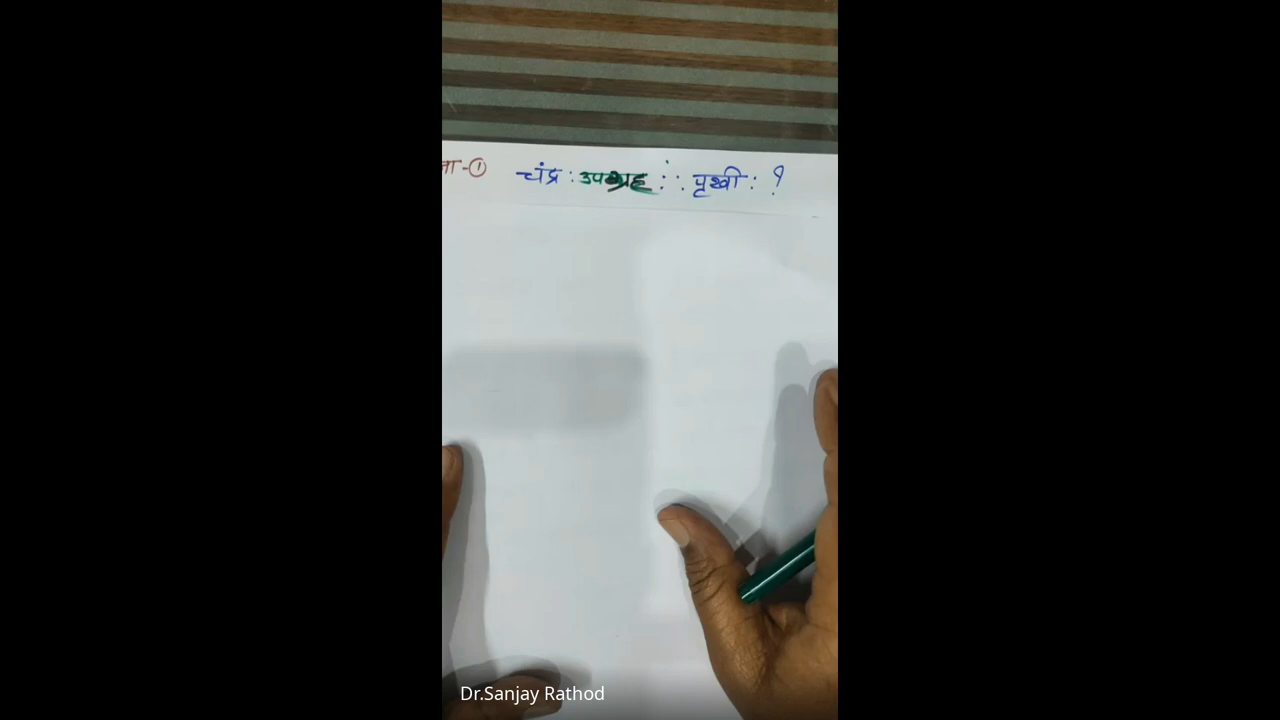 चंद्र : उपग्रह :: पृथ्वी : ?
Dr.Sanjay Rathod